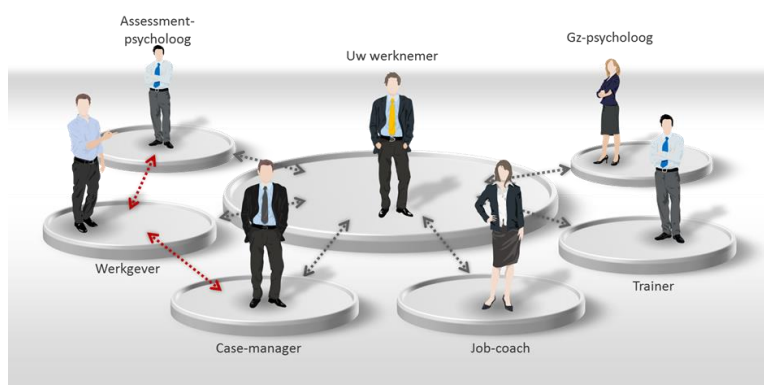 Assessment-
psycholoog
Uw werknemer
Gz-psycholoog
Werkgever
Trainer
Case-manager
Job-coach